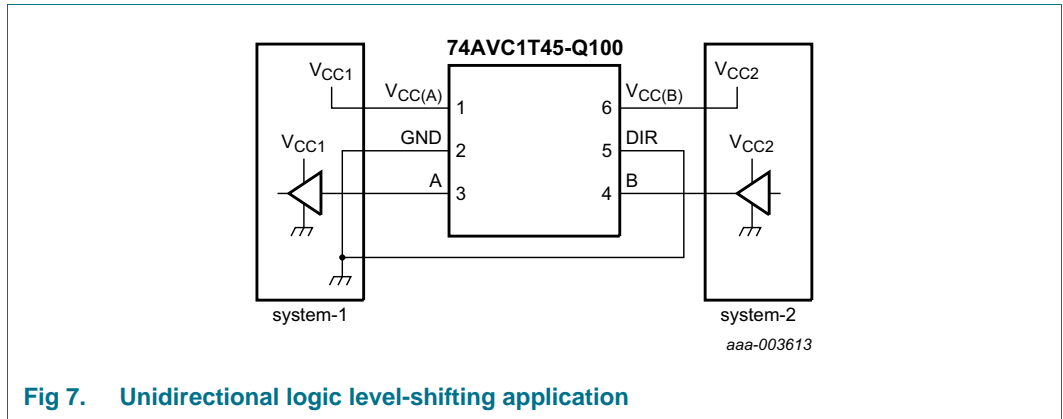 74AVC1T45-Q100
VCC1
VCC(A)
1
6
VCC(B)
VCC2
GND
2
5
DIR
VCC1
VCC2
A
3
4
B
system-1
system-2
aaa-003613
Fig 7. Unidirectional logic level-shifting application